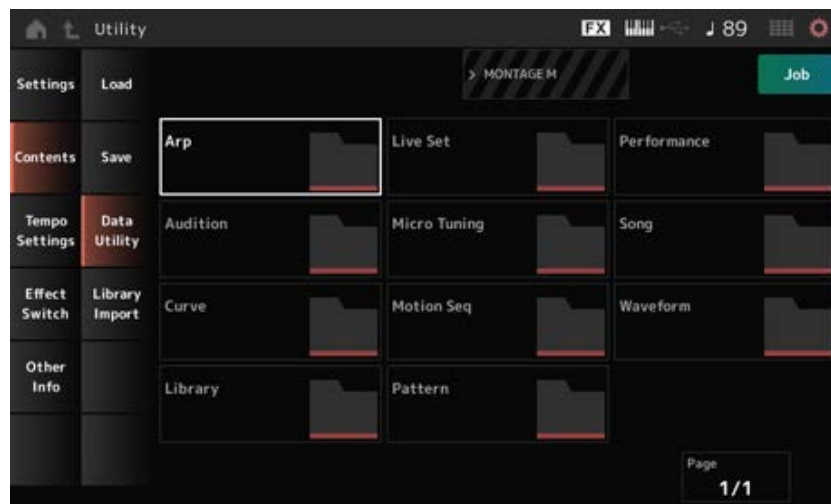 Utility
FX
♩ 89
Settings
Load
> MONTAGE M
Job
Contents
Save
Arp
Live Set
Performance
Tempo
Settings
Data
Utility
Audition
Micro Tuning
Song
Effect
Switch
Library
Import
Curve
Motion Seq
Waveform
Other
Info
Library
Pattern
Page
1/1